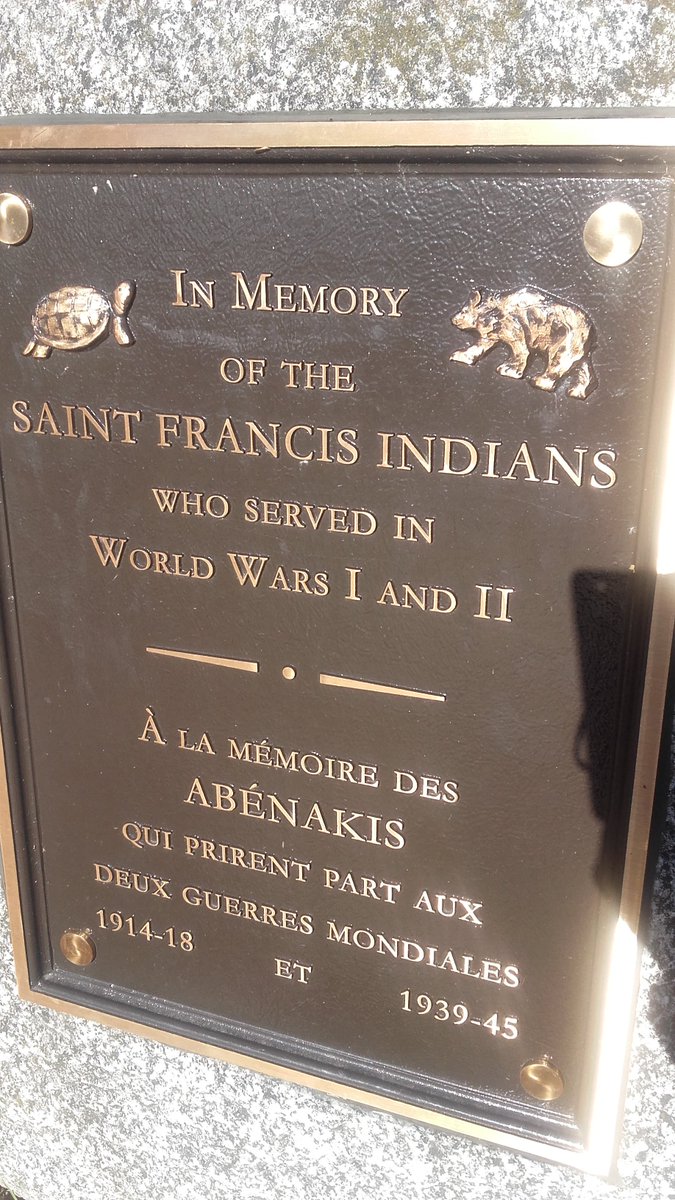 In Memory
of the
SAINT FRANCIS INDIANS
who served in
World Wars I and II
À la mémoire des
ABÉNAKIS
qui prirent part aux
deux guerres mondiales
1914-18 et 1939-45